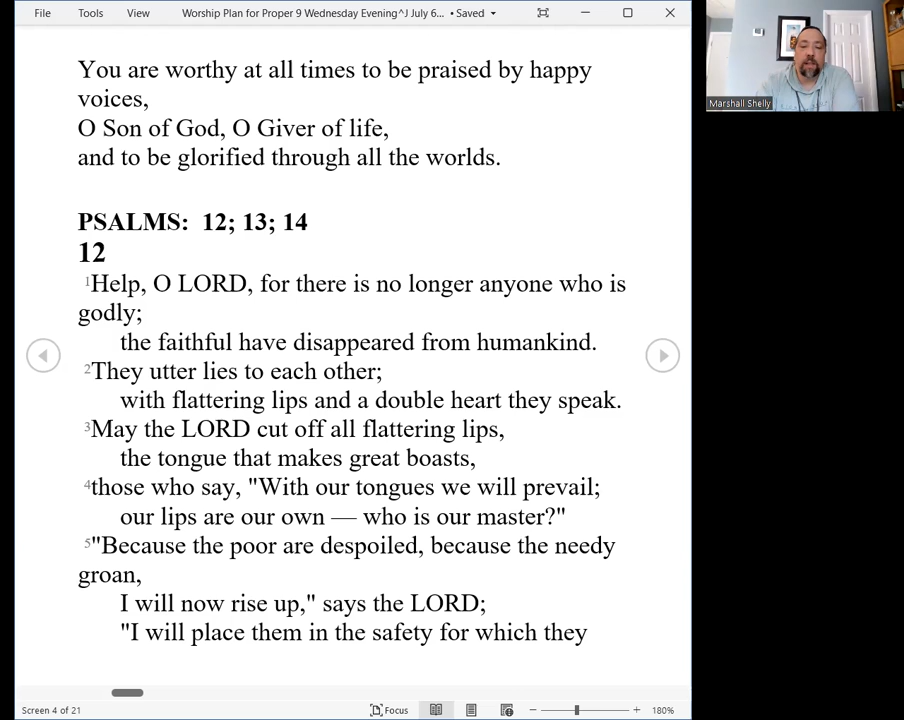 File Tools View Worship Plan for Proper 9 Wednesday Evening^J July 6... • Saved
You are worthy at all times to be praised by happy
voices,
O Son of God, O Giver of life,
and to be glorified through all the worlds.
PSALMS: 12; 13; 14
12
1Help, O LORD, for there is no longer anyone who is
godly;
the faithful have disappeared from humankind.
2They utter lies to each other;
with flattering lips and a double heart they speak.
3May the LORD cut off all flattering lips,
the tongue that makes great boasts,
4those who say, "With our tongues we will prevail;
our lips are our own — who is our master?"
5"Because the poor are despoiled, because the needy
groan,
I will now rise up," says the LORD;
"I will place them in the safety for which they
Screen 4 of 21 Focus 180%
Marshall Shelly